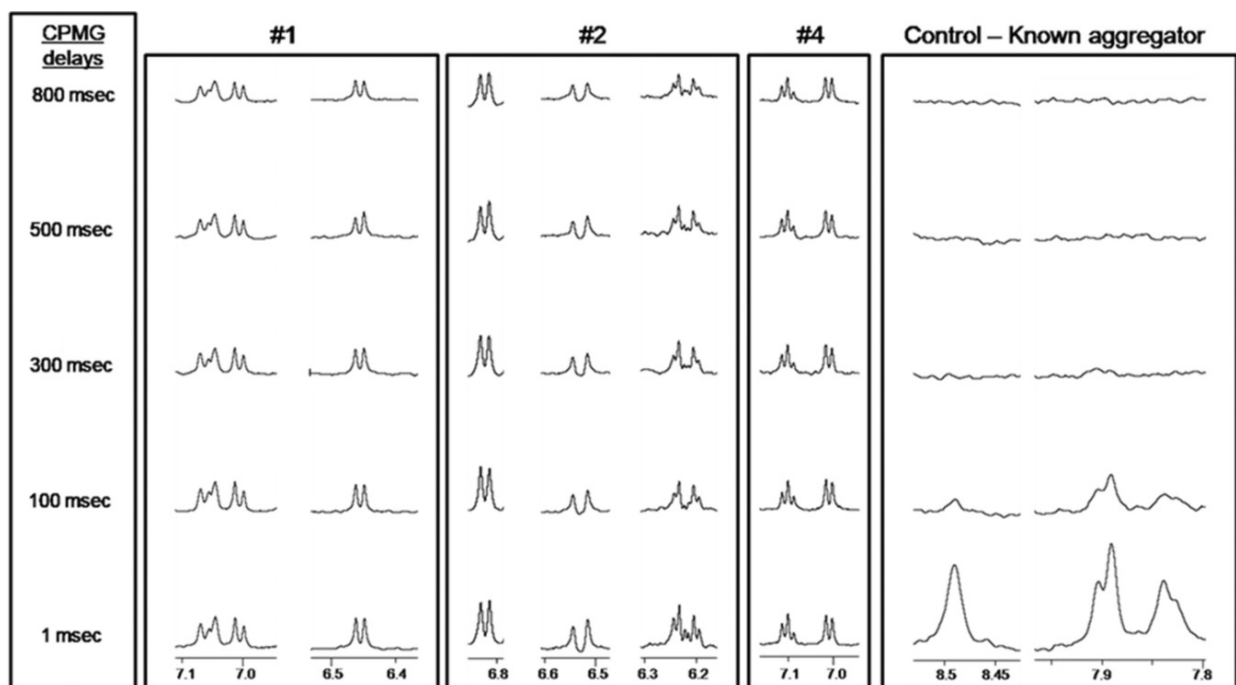 CPMG
delays
#1
#2
#4
Control – Known aggregator
800 msec
500 msec
300 msec
100 msec
1 msec
7.1 7.0 6.5 6.4 6.8 6.6 6.5 6.3 6.2 7.1 7.0 8.5 8.45 7.9 7.8